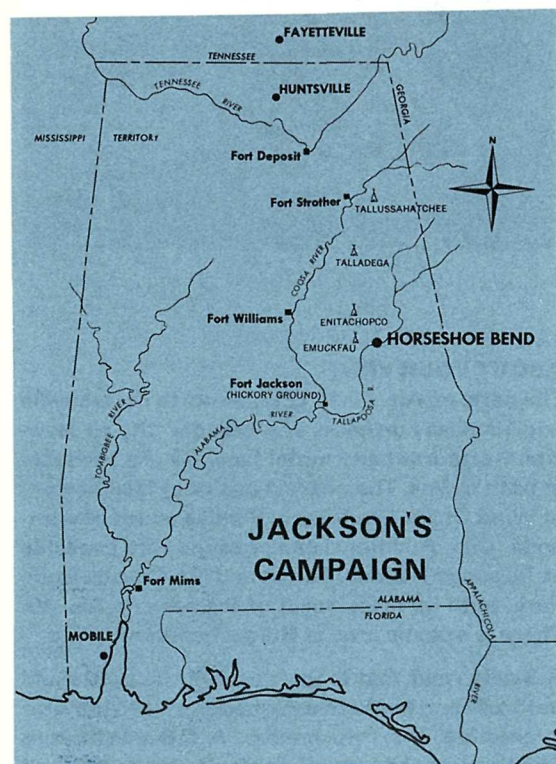 FAYETTEVILLE
TENNESSEE
HUNTSVILLE
TENNESSEE
RIVER
GEORGIA
MISSISSIPPI TERRITORY
Fort Deposit
N
Fort Strother
TALLUSSAHATCHEE
COOSA RIVER
TALLADEGA
Fort Williams
ENITACHOPCO
EMUCKFAU
HORSESHOE BEND
Fort Jackson
(HICKORY GROUND)
TALLAPOOSA R.
ALABAMA
RIVER
TOMBIGBEE RIVER
JACKSON'S
CAMPAIGN
Fort Mims
ALABAMA
FLORIDA
APPALACHICOLA
RIVER
MOBILE